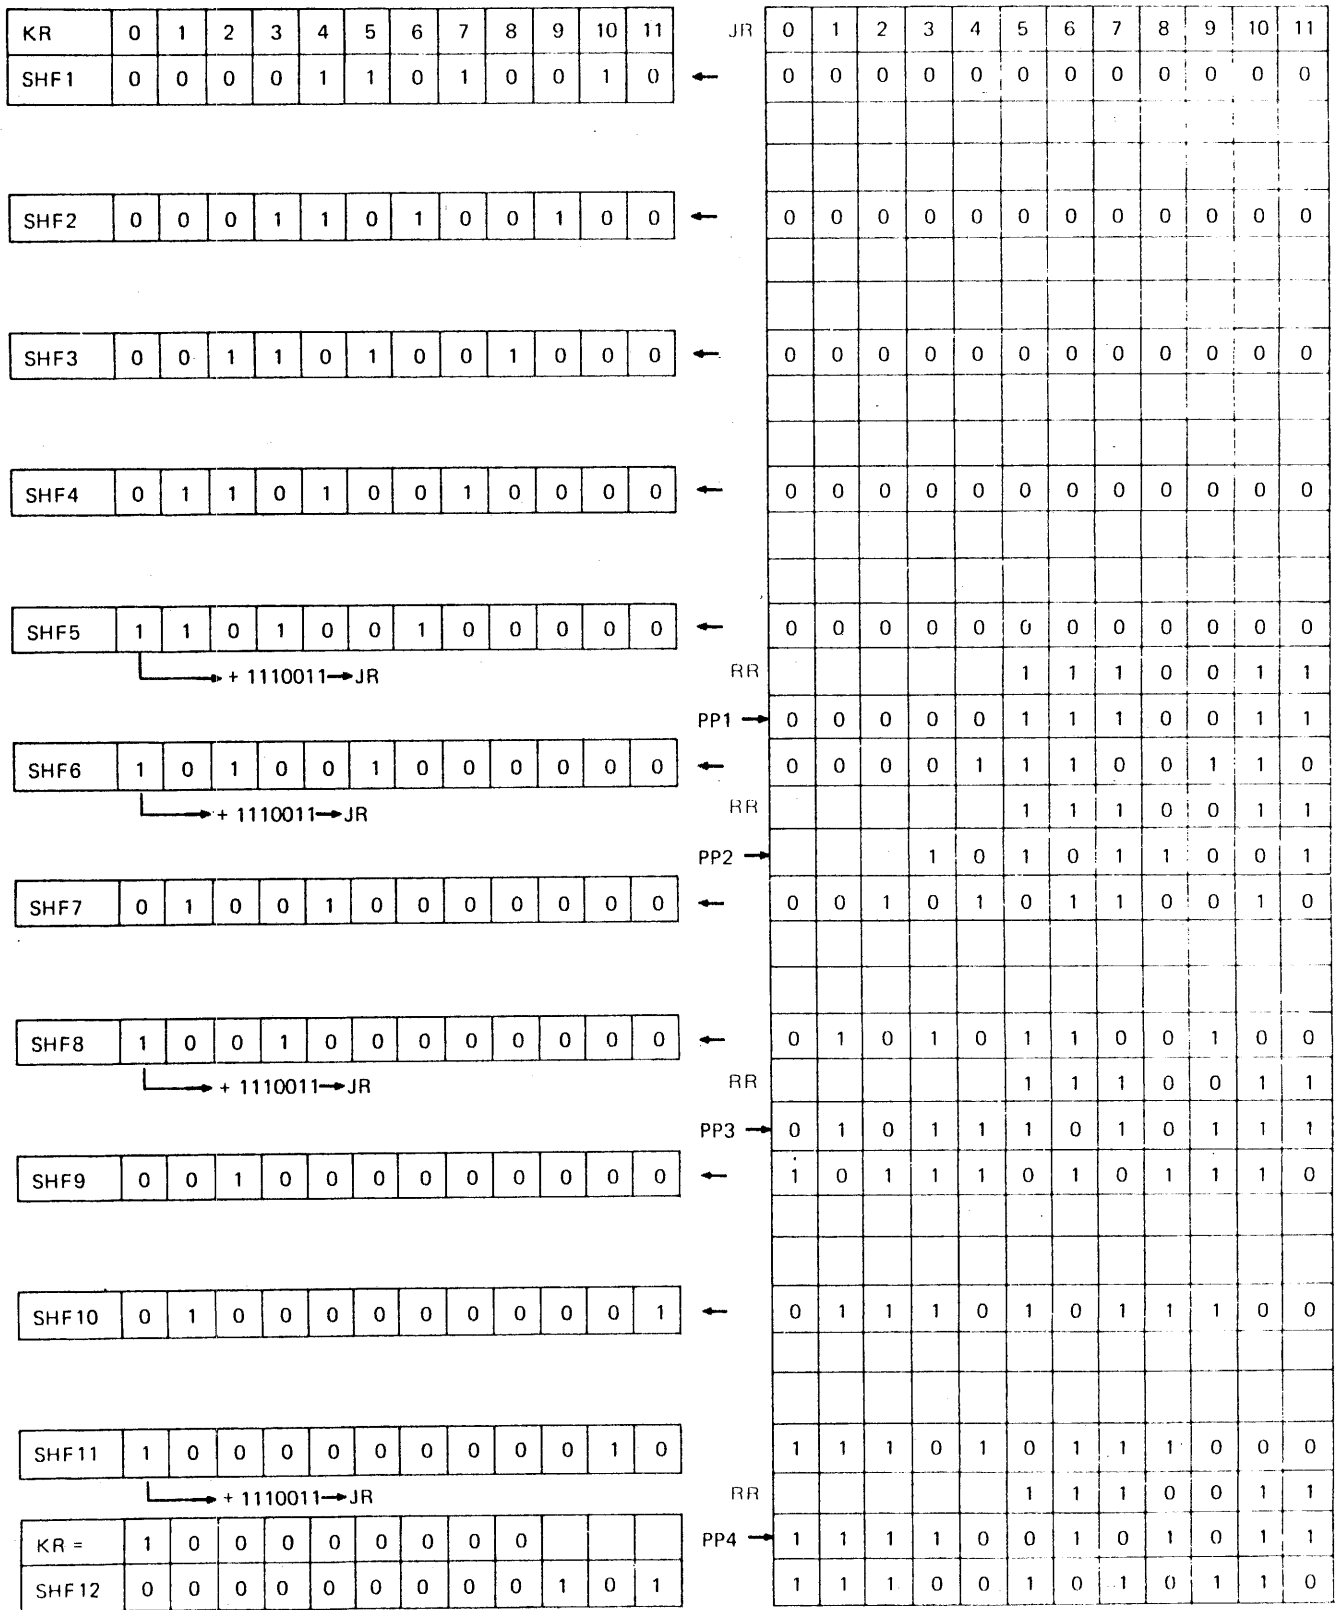 KR 0 1 2 3 4 5 6 7 8 9 10 11 JR 0 1 2 3 4 5 6 7 8 9 10 11
SHF1 0 0 0 0 1 1 0 1 0 0 1 0 ← 0 0 0 0 0 0 0 0 0 0 0 0
SHF2 0 0 0 1 1 0 1 0 0 1 0 0 ← 0 0 0 0 0 0 0 0 0 0 0 0
SHF3 0 0 1 1 0 1 0 0 1 0 0 0 ← 0 0 0 0 0 0 0 0 0 0 0 0
SHF4 0 1 1 0 1 0 0 1 0 0 0 0 ← 0 0 0 0 0 0 0 0 0 0 0 0
SHF5 1 1 0 1 0 0 1 0 0 0 0 0 ← 0 0 0 0 0 0 0 0 0 0 0 0
+ 1110011→JR RR 1 1 1 0 0 1 1
PP1 → 0 0 0 0 0 1 1 1 0 0 1 1
SHF6 1 0 1 0 0 1 0 0 0 0 0 0 ← 0 0 0 0 1 1 1 0 0 1 1 0
+ 1110011→JR RR 1 1 1 0 0 1 1
PP2 → 1 0 1 0 1 1 0 0 1
SHF7 0 1 0 0 1 0 0 0 0 0 0 0 ← 0 0 1 0 1 0 1 1 0 0 1 0
SHF8 1 0 0 1 0 0 0 0 0 0 0 0 ← 0 1 0 1 0 1 1 0 0 1 0 0
+ 1110011→JR RR 1 1 1 0 0 1 1
PP3 → 0 1 0 1 1 1 0 1 0 1 1 1
SHF9 0 0 1 0 0 0 0 0 0 0 0 0 ← 1 0 1 1 1 0 1 0 1 1 1 0
SHF10 0 1 0 0 0 0 0 0 0 0 0 1 ← 0 1 1 1 0 1 0 1 1 1 0 0
SHF11 1 0 0 0 0 0 0 0 0 0 1 0 1 1 1 0 1 0 1 1 1 0 0 0
+ 1110011→JR RR 1 1 1 0 0 1 1
KR = 1 0 0 0 0 0 0 0 0 PP4 → 1 1 1 1 0 0 1 0 1 0 1 1
SHF12 0 0 0 0 0 0 0 0 0 1 0 1 1 1 1 0 0 1 0 1 0 1 1 0